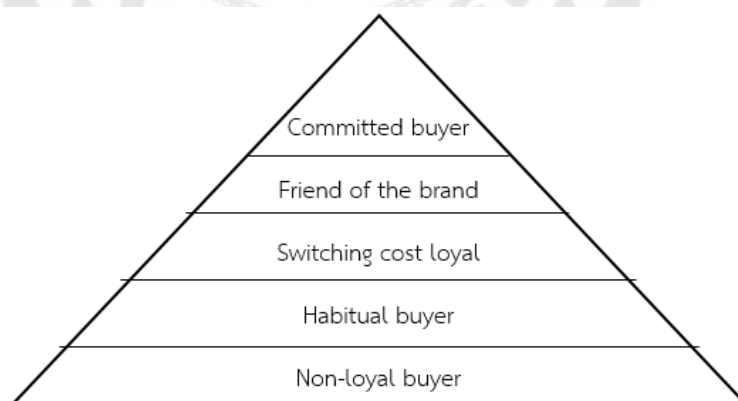 Committed buyer
Friend of the brand
Switching cost loyal
Habitual buyer
Non-loyal buyer